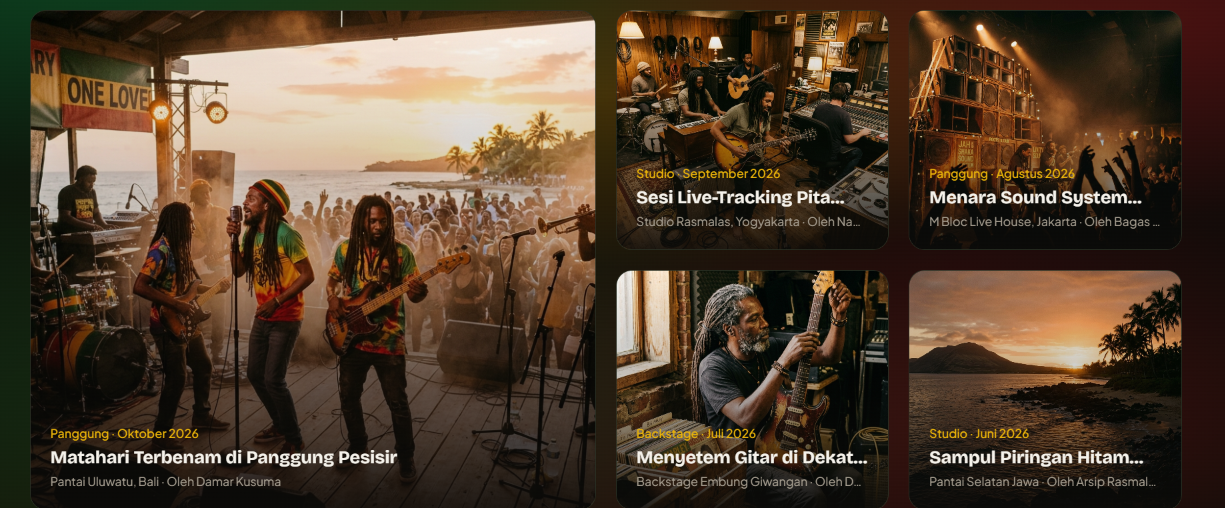 RY
ONE LOVE
Panggung · Oktober 2026
Matahari Terbenam di Panggung Pesisir
Pantai Uluwatu, Bali · Oleh Damar Kusuma
Studio · September 2026
Sesi Live-Tracking Pita...
Studio Rasmalas, Yogyakarta · Oleh Na...
Panggung · Agustus 2026
Menara Sound System...
M Bloc Live House, Jakarta · Oleh Bagas ...
Backstage · Juli 2026
Menyetem Gitar di Dekat...
Backstage Embung Giwangan · Oleh D...
Studio · Juni 2026
Sampul Piringan Hitam...
Pantai Selatan Jawa · Oleh Arsip Rasmal...